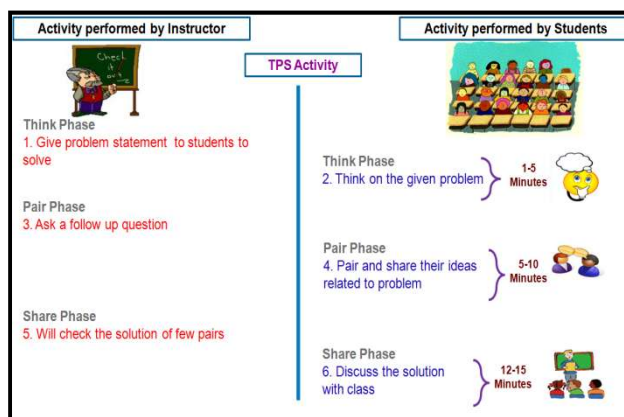 Activity performed by Instructor
Activity performed by Students
Check
it
out
TPS Activity
Think Phase
1. Give problem statement to students to
solve
Think Phase
2. Think on the given problem
1-5
Minutes
Pair Phase
3. Ask a follow up question
Pair Phase
4. Pair and share their ideas
related to problem
5-10
Minutes
Share Phase
5. Will check the solution of few pairs
Share Phase
6. Discuss the solution
with class
12-15
Minutes